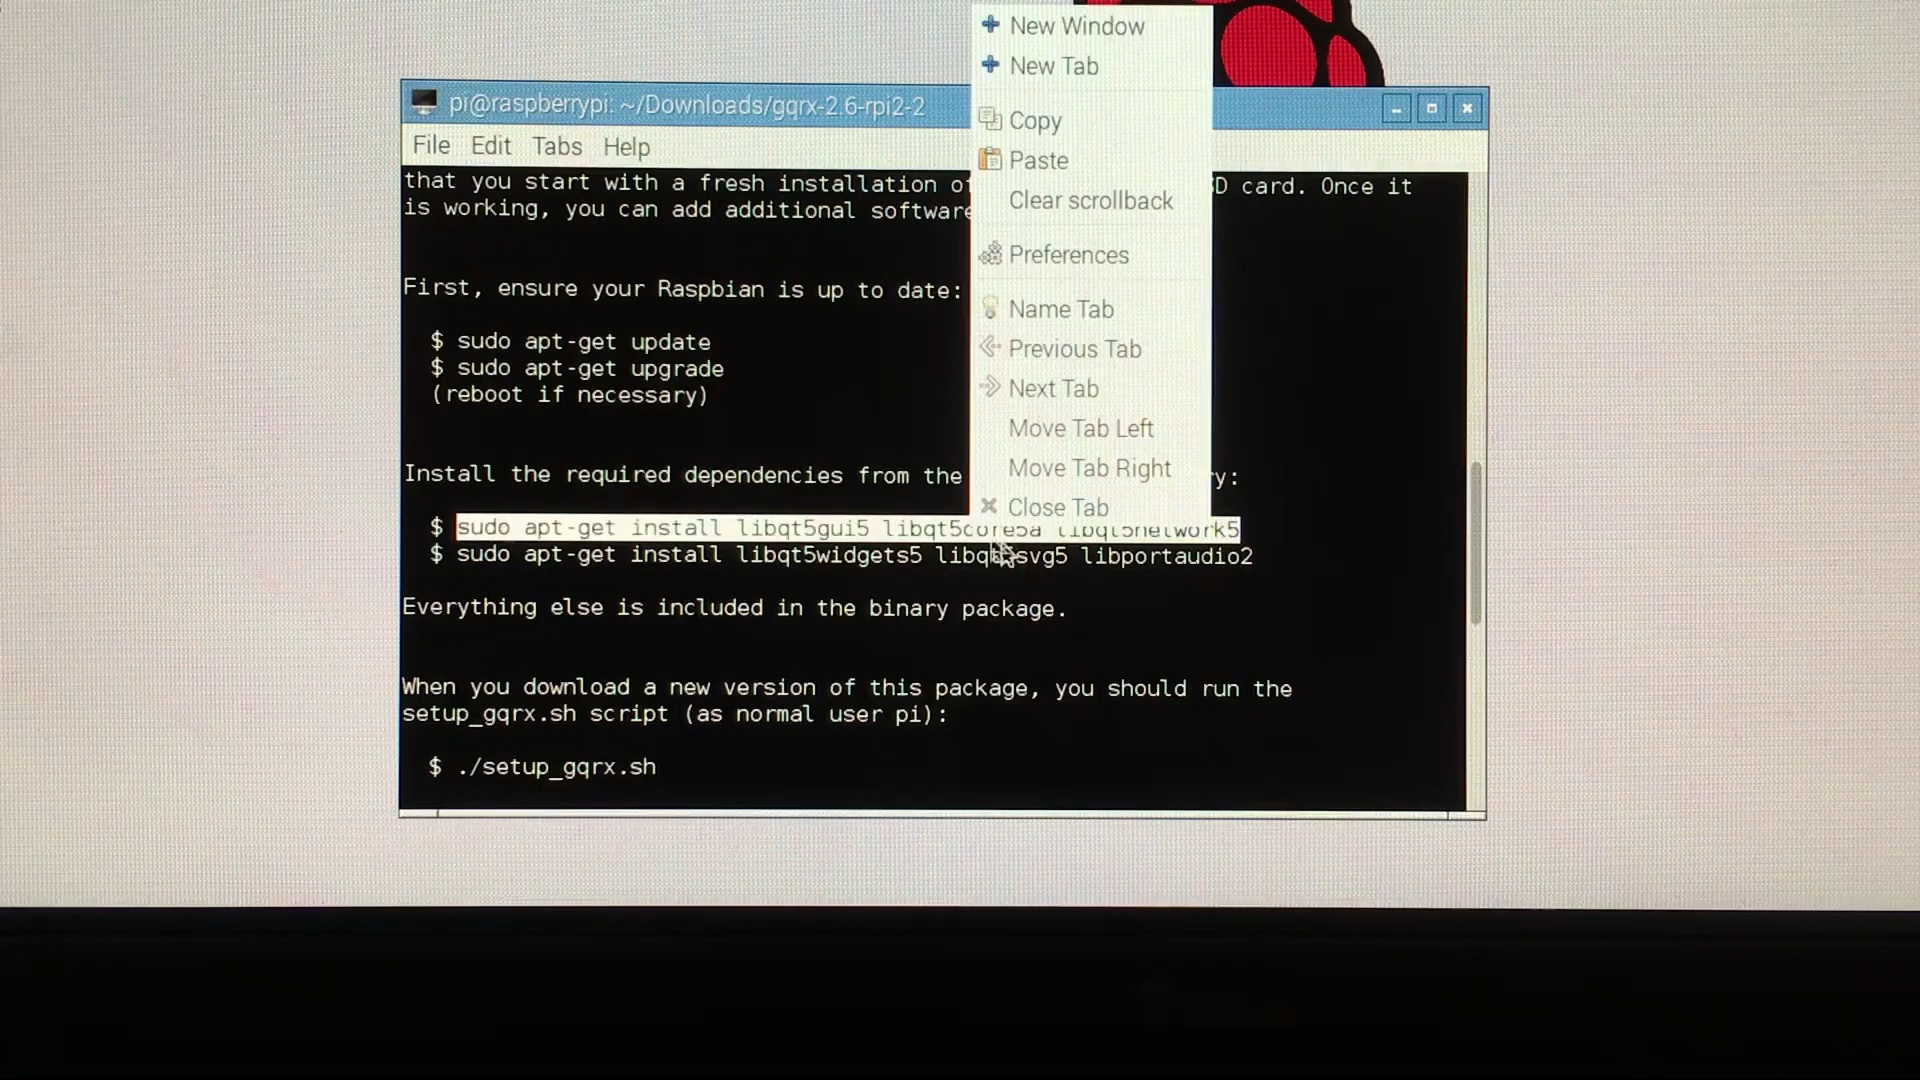 New Window
New Tab
Copy
Paste
Clear scrollback
Preferences
Name Tab
Previous Tab
Next Tab
Move Tab Left
Move Tab Right
Close Tab
pi@raspberrypi: ~/Downloads/gqrx-2.6-rpi2-2
File Edit Tabs Help
that you start with a fresh installation card. Once it
is working, you can add additional software
First, ensure your Raspbian is up to date:
$ sudo apt-get update
$ sudo apt-get upgrade
(reboot if necessary)
Install the required dependencies from the
$ sudo apt-get install libqt5gui5 libqt5core5a libqt5network5
$ sudo apt-get install libqt5widgets5 libqt5svg5 libportaudio2
Everything else is included in the binary package.
When you download a new version of this package, you should run the
setup_gqrx.sh script (as normal user pi):
$ ./setup_gqrx.sh